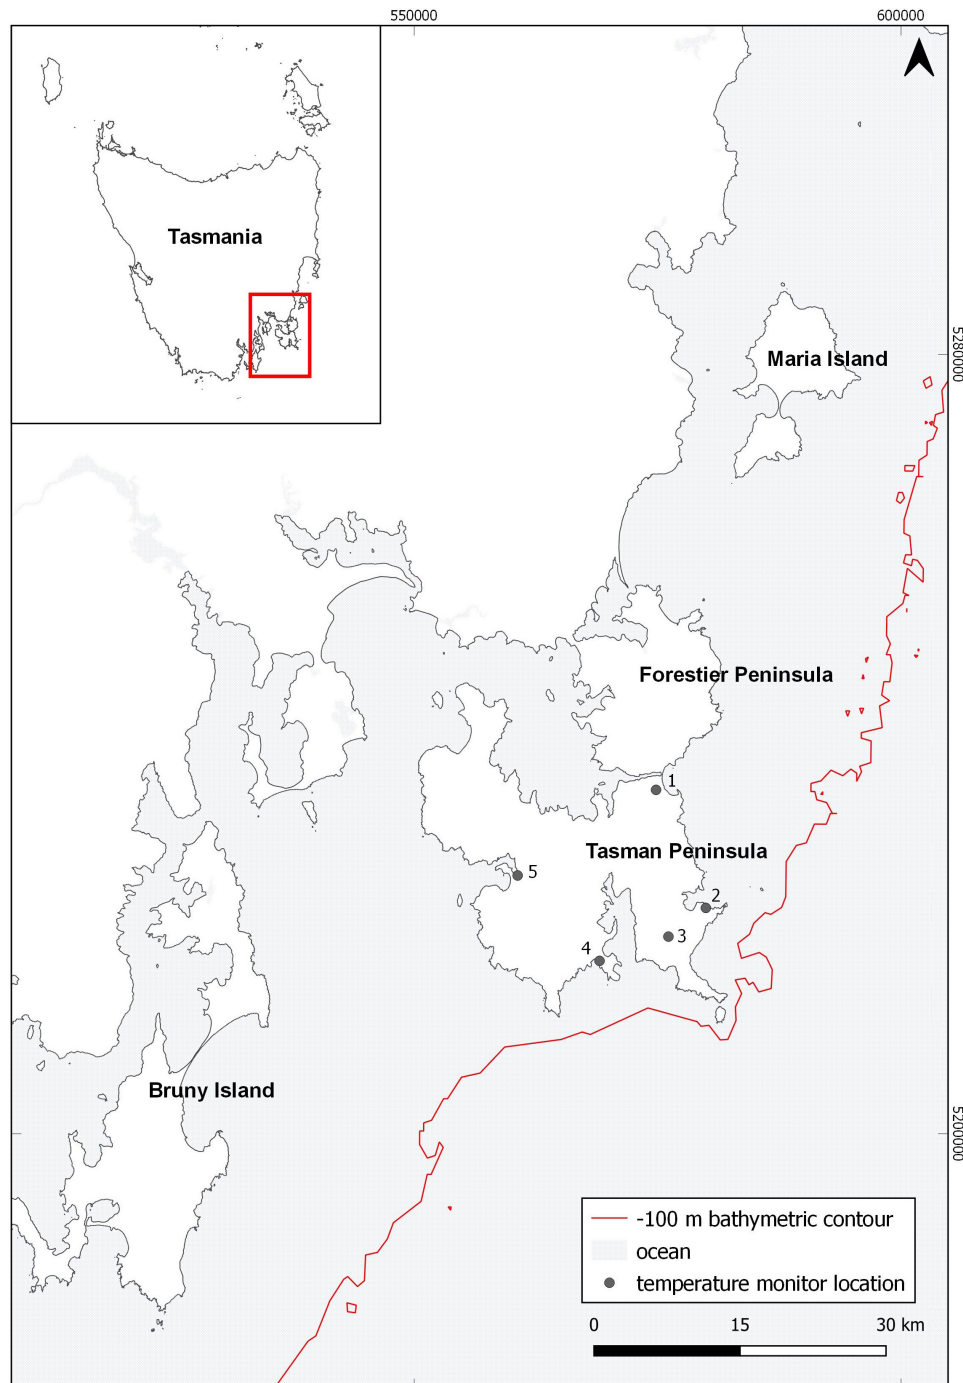 550000
600000
Tasmania
Maria Island
5280000
Forestier Peninsula
1
Tasman Peninsula
5
2
3
4
Bruny Island
5200000
-100 m bathymetric contour
ocean
temperature monitor location
0 15 30 km